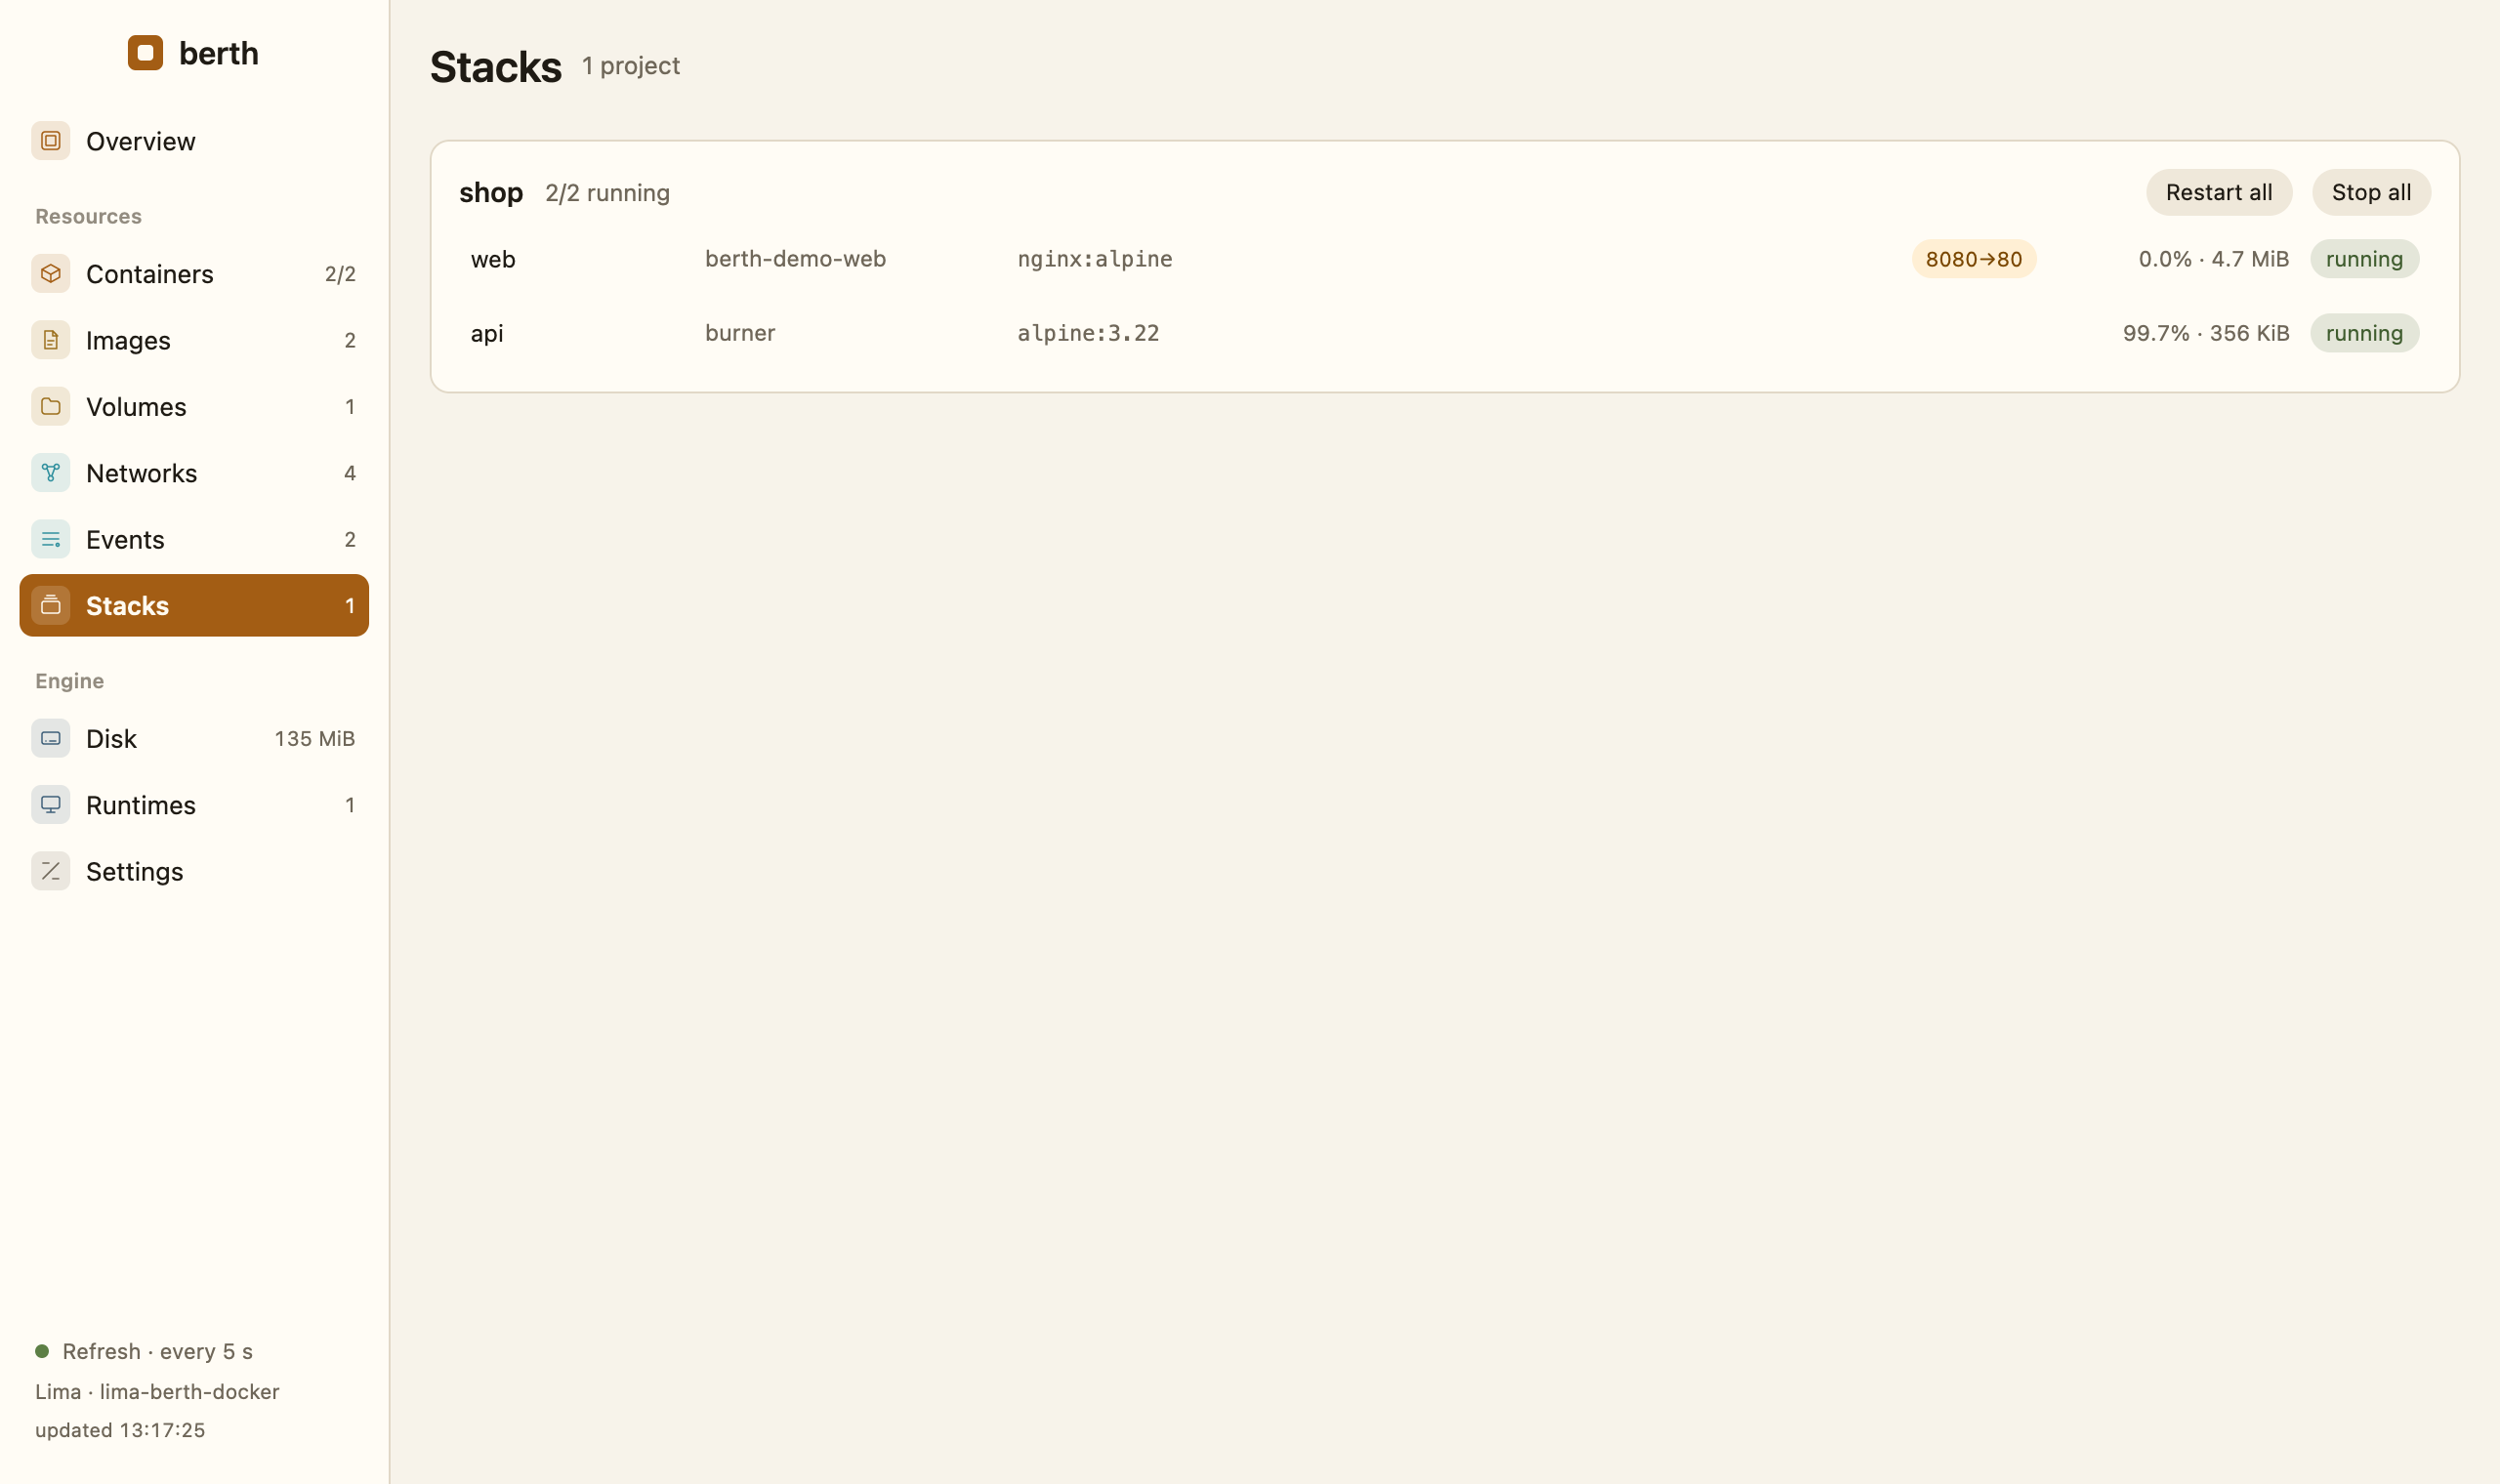 berth
Overview
Resources
Containers 2/2
Images 2
Volumes 1
Networks 4
Events 2
Stacks 1
Engine
Disk 135 MiB
Runtimes 1
Settings
Refresh · every 5 s
Lima · lima-berth-docker
updated 13:17:25
Stacks 1 project
shop 2/2 running Restart all Stop all
web berth-demo-web nginx:alpine 8080→80 0.0% · 4.7 MiB running
api burner alpine:3.22 99.7% · 356 KiB running